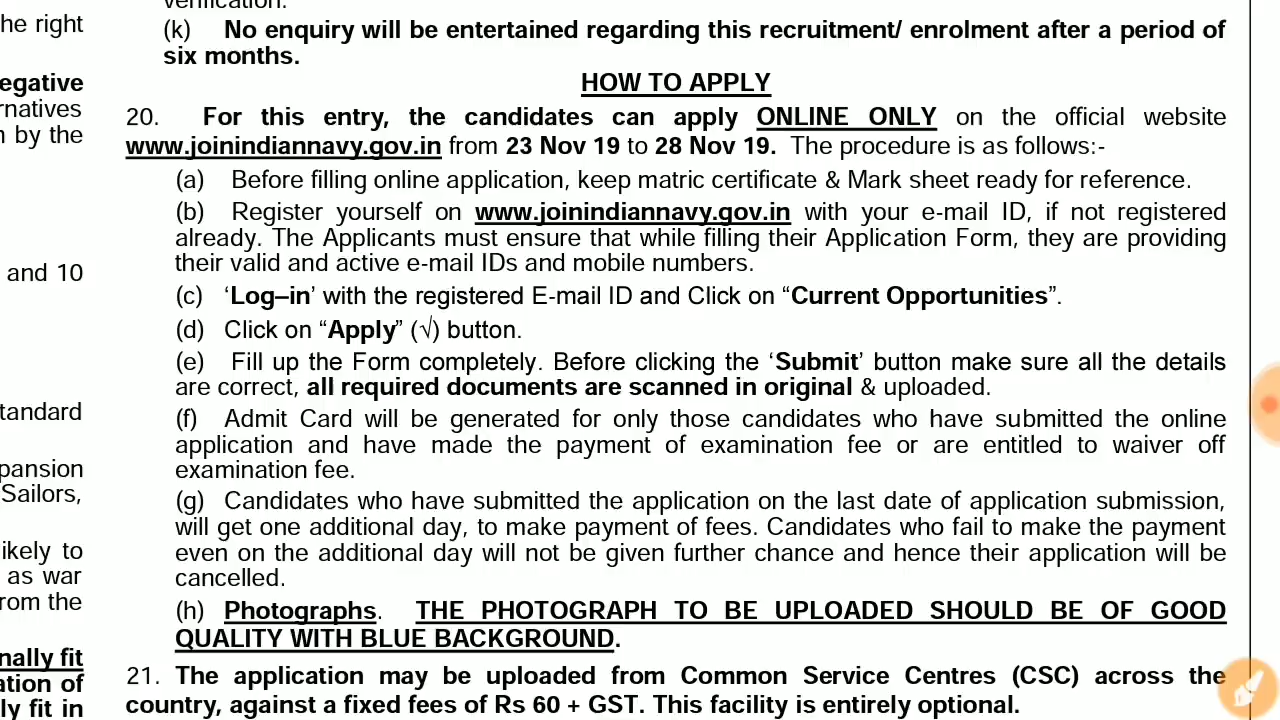 he right
egative
rnatives
by the
and 10
tandard
pansion
Sailors,
ikely to
as war
rom the
nally fit
ation of
ly fit in
verification.
(k) No enquiry will be entertained regarding this recruitment/ enrolment after a period of
six months.
HOW TO APPLY
20. For this entry, the candidates can apply ONLINE ONLY on the official website
www.joinindiannavy.gov.in from 23 Nov 19 to 28 Nov 19. The procedure is as follows:-
(a) Before filling online application, keep matric certificate & Mark sheet ready for reference.
(b) Register yourself on www.joinindiannavy.gov.in with your e-mail ID, if not registered
already. The Applicants must ensure that while filling their Application Form, they are providing
their valid and active e-mail IDs and mobile numbers.
(c) ‘Log–in’ with the registered E-mail ID and Click on “Current Opportunities”.
(d) Click on “Apply” (√) button.
(e) Fill up the Form completely. Before clicking the ‘Submit’ button make sure all the details
are correct, all required documents are scanned in original & uploaded.
(f) Admit Card will be generated for only those candidates who have submitted the online
application and have made the payment of examination fee or are entitled to waiver off
examination fee.
(g) Candidates who have submitted the application on the last date of application submission,
will get one additional day, to make payment of fees. Candidates who fail to make the payment
even on the additional day will not be given further chance and hence their application will be
cancelled.
(h) Photographs. THE PHOTOGRAPH TO BE UPLOADED SHOULD BE OF GOOD
QUALITY WITH BLUE BACKGROUND.
21. The application may be uploaded from Common Service Centres (CSC) across the
country, against a fixed fees of Rs 60 + GST. This facility is entirely optional.